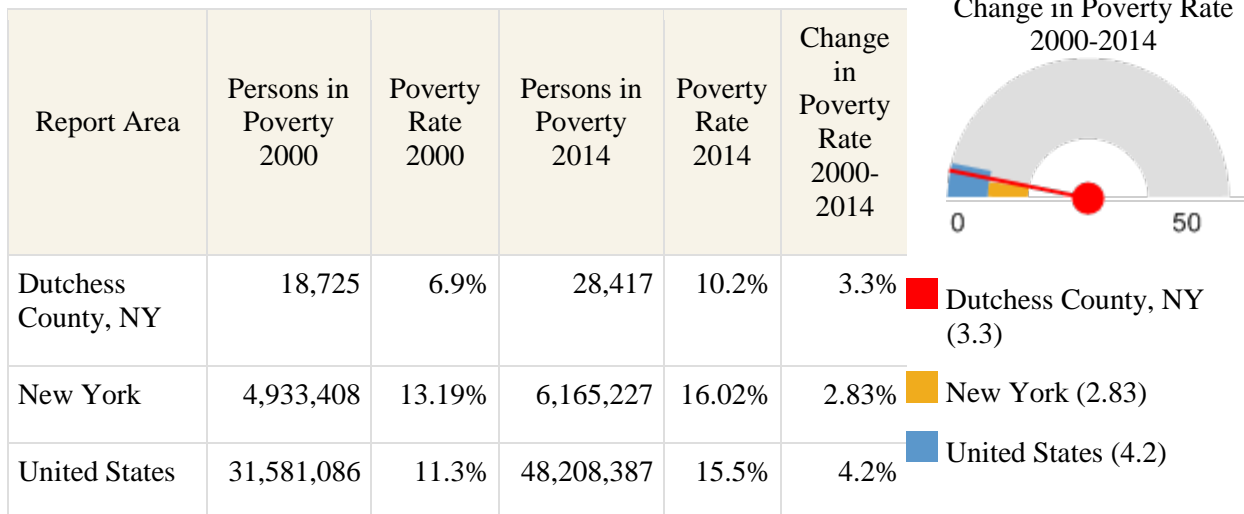 Report Area
Persons in
Poverty
2000
Poverty
Rate
2000
Persons in
Poverty
2014
Poverty
Rate
2014
Change
in
Poverty
Rate
2000-
2014
Dutchess
County, NY
18,725
6.9%
28,417
10.2%
3.3%
New York
4,933,408
13.19%
6,165,227
16.02%
2.83%
United States
31,581,086
11.3%
48,208,387
15.5%
4.2%
Change in Poverty Rate
2000-2014
0
50
Dutchess County, NY
(3.3)
New York (2.83)
United States (4.2)